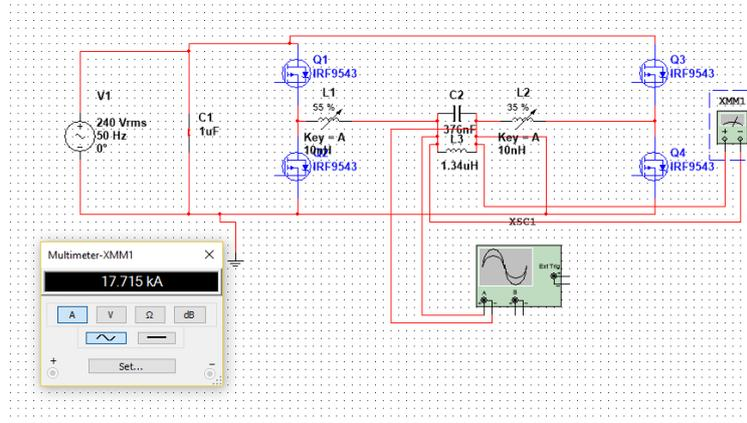 V1
240 Vrms
50 Hz
0°
C1
1uF
Q1
IRF9543
L1
55 %
Key = A
10nH
Q2
IRF9543
C2
376nF
L3
1.34uH
L2
35 %
Key = A
10nH
Q3
IRF9543
Q4
IRF9543
XMM1
XSC1
Ext Trig
A
B
Multimeter-XMM1
17.715 kA
A
V
Ω
dB
Set...